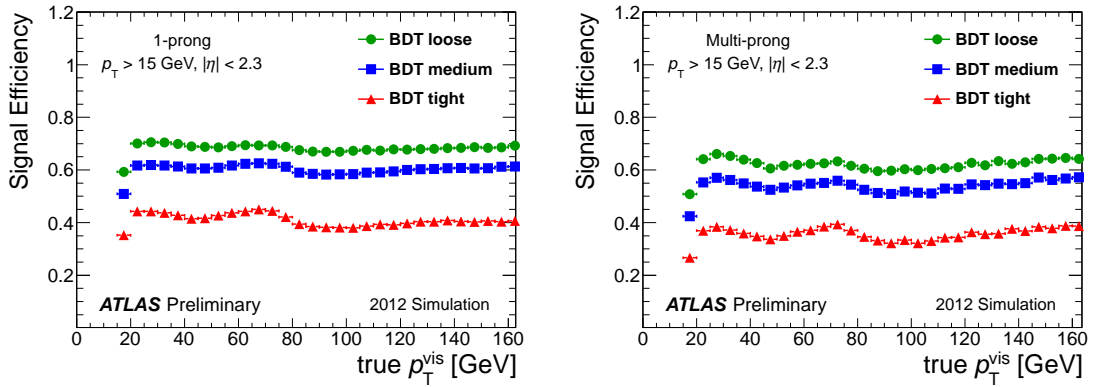 Signal Efficiency
1.2
1
0.8
0.6
0.4
0.2
1-prong
p_T > 15 GeV, |η| < 2.3
BDT loose
BDT medium
BDT tight
ATLAS Preliminary
2012 Simulation
0 20 40 60 80 100 120 140 160
true p_T^vis [GeV]
Signal Efficiency
1.2
1
0.8
0.6
0.4
0.2
Multi-prong
p_T > 15 GeV, |η| < 2.3
BDT loose
BDT medium
BDT tight
ATLAS Preliminary
2012 Simulation
0 20 40 60 80 100 120 140 160
true p_T^vis [GeV]